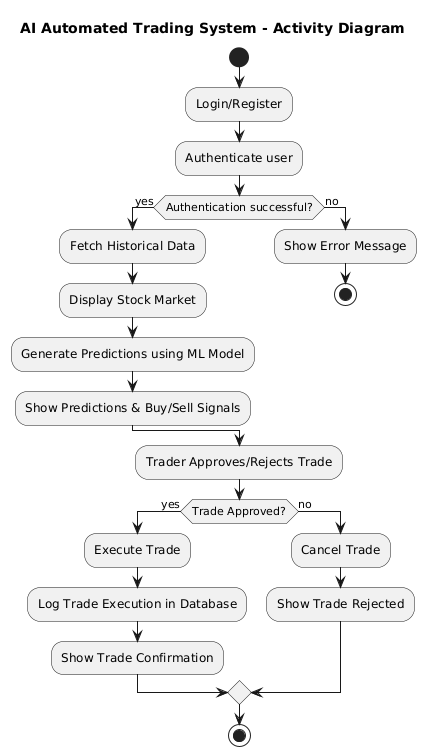 AI Automated Trading System - Activity Diagram
Login/Register
Authenticate user
yes
Authentication successful?
no
Fetch Historical Data
Show Error Message
Display Stock Market
Generate Predictions using ML Model
Show Predictions & Buy/Sell Signals
Trader Approves/Rejects Trade
yes
Trade Approved?
no
Execute Trade
Cancel Trade
Log Trade Execution in Database
Show Trade Rejected
Show Trade Confirmation